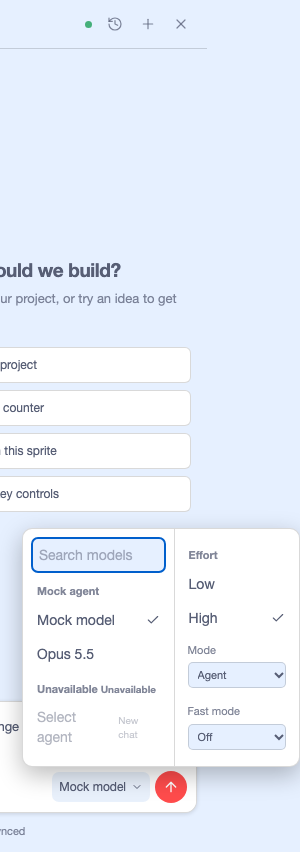 ould we build?
ur project, or try an idea to get
project
counter
this sprite
ey controls
Search models
Mock agent
Mock model
Opus 5.5
Unavailable Unavailable
Select agent
New chat
Effort
Low
High
Mode
Agent
Fast mode
Off
nge
Mock model
nced